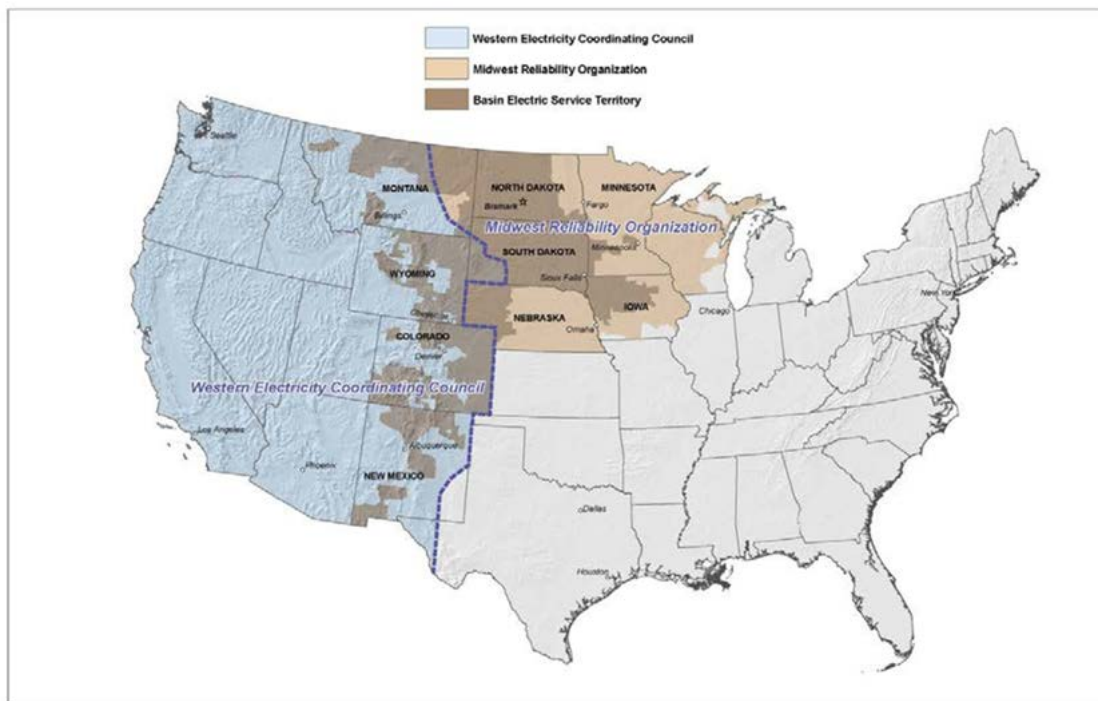 Western Electricity Coordinating Council
Midwest Reliability Organization
Basin Electric Service Territory
Seattle
MONTANA
NORTH DAKOTA
MINNESOTA
Bismark
Fargo
Billings
Midwest Reliability Organization
Minneapolis
SOUTH DAKOTA
WYOMING
Sioux Falls
New York
IOWA
Cheyenne
NEBRASKA
Chicago
Omaha
COLORADO
Denver
Western Electricity Coordinating Council
Los Angeles
Albuquerque
Phoenix
NEW MEXICO
Dallas
Houston